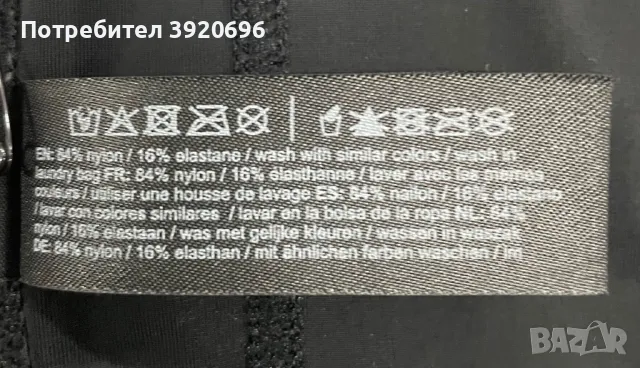 Потребител 3920696
EN: 84% nylon / 16% elastane / wash with similar colors / wash in
laundry bag FR: 84% nylon / 16% elasthanne / laver avec les mêmes
couleurs / utiliser une housse de lavage ES: 84% nailon / 16% elastano
/ lavar con colores similares / lavar en la bolsa de la ropa NL: 84%
nylon / 16% elastaan / was met gelijke kleuren / wassen in waszak
DE: 84% nylon / 16% elasthan / mit ähnlichen farben waschen / im
BAZAR